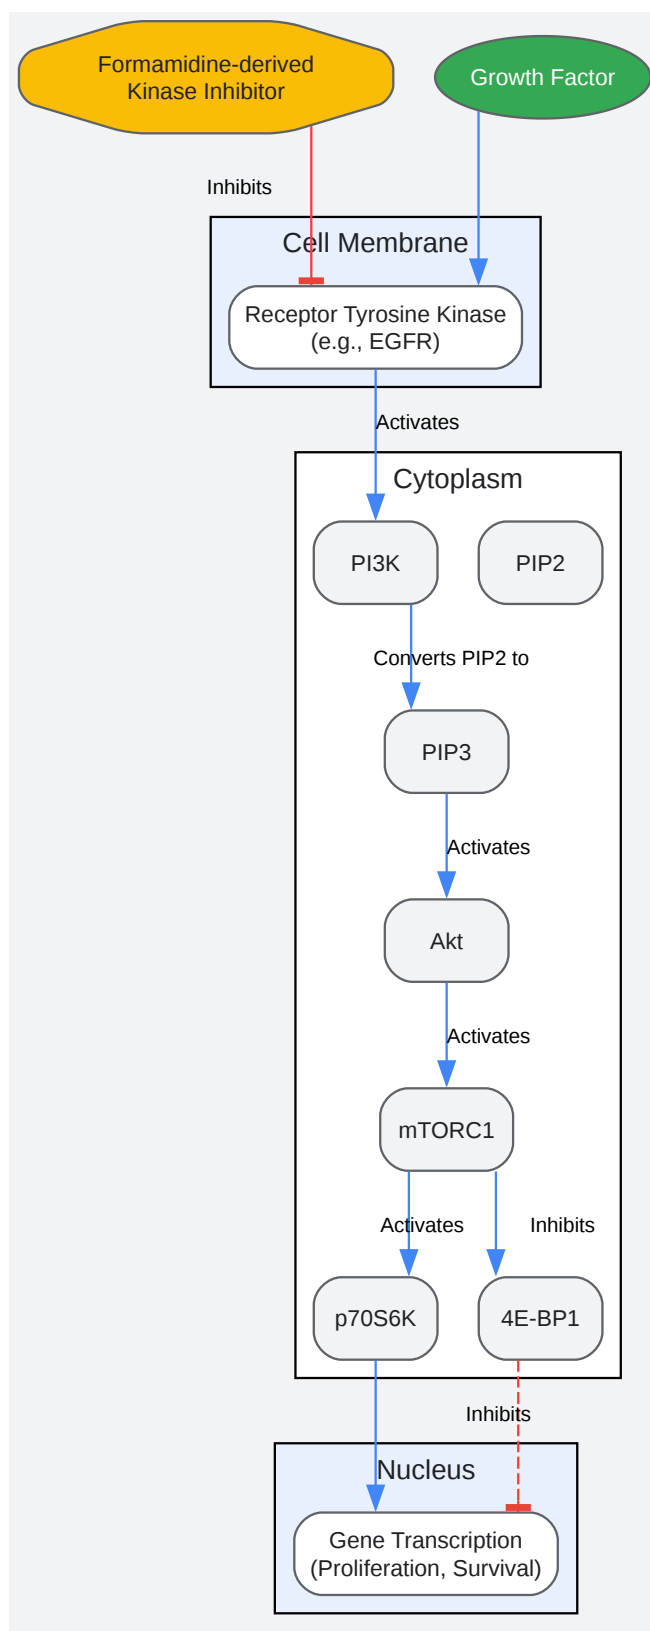 Formamidine-derived
Kinase Inhibitor
Growth Factor
Inhibits
Cell Membrane
Receptor Tyrosine Kinase
(e.g., EGFR)
Activates
Cytoplasm
PI3K
PIP2
Converts PIP2 to
PIP3
Activates
Akt
Activates
mTORC1
Activates
Inhibits
p70S6K
4E-BP1
Inhibits
Nucleus
Gene Transcription
(Proliferation, Survival)